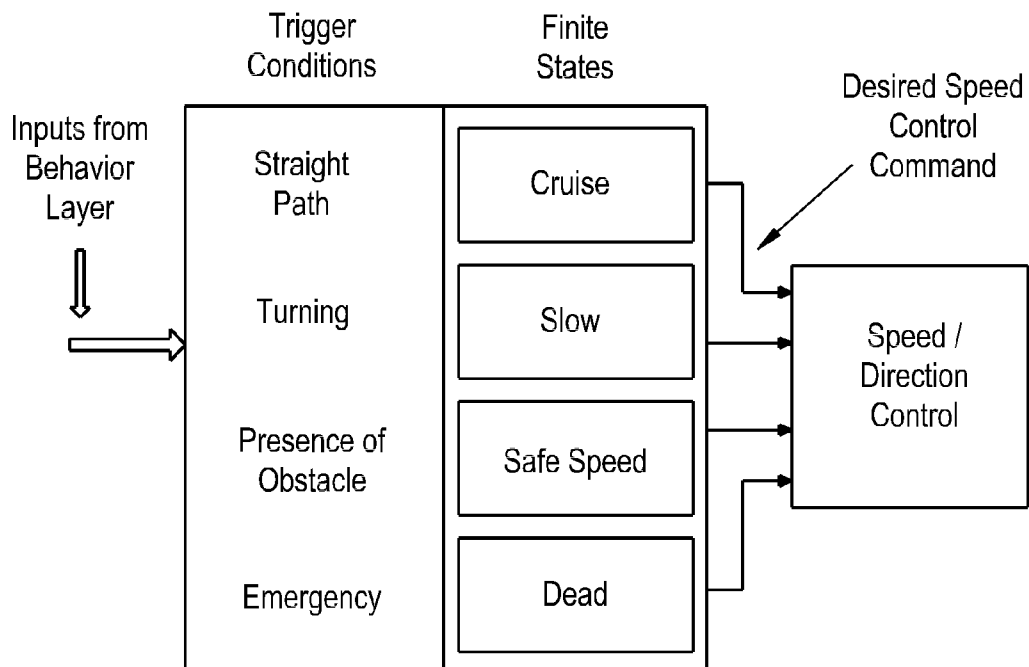 Trigger
Conditions
Finite
States
Desired Speed
Control
Command
Inputs from
Behavior
Layer
Straight
Path
Cruise
Turning
Slow
Speed /
Direction
Control
Presence of
Obstacle
Safe Speed
Emergency
Dead